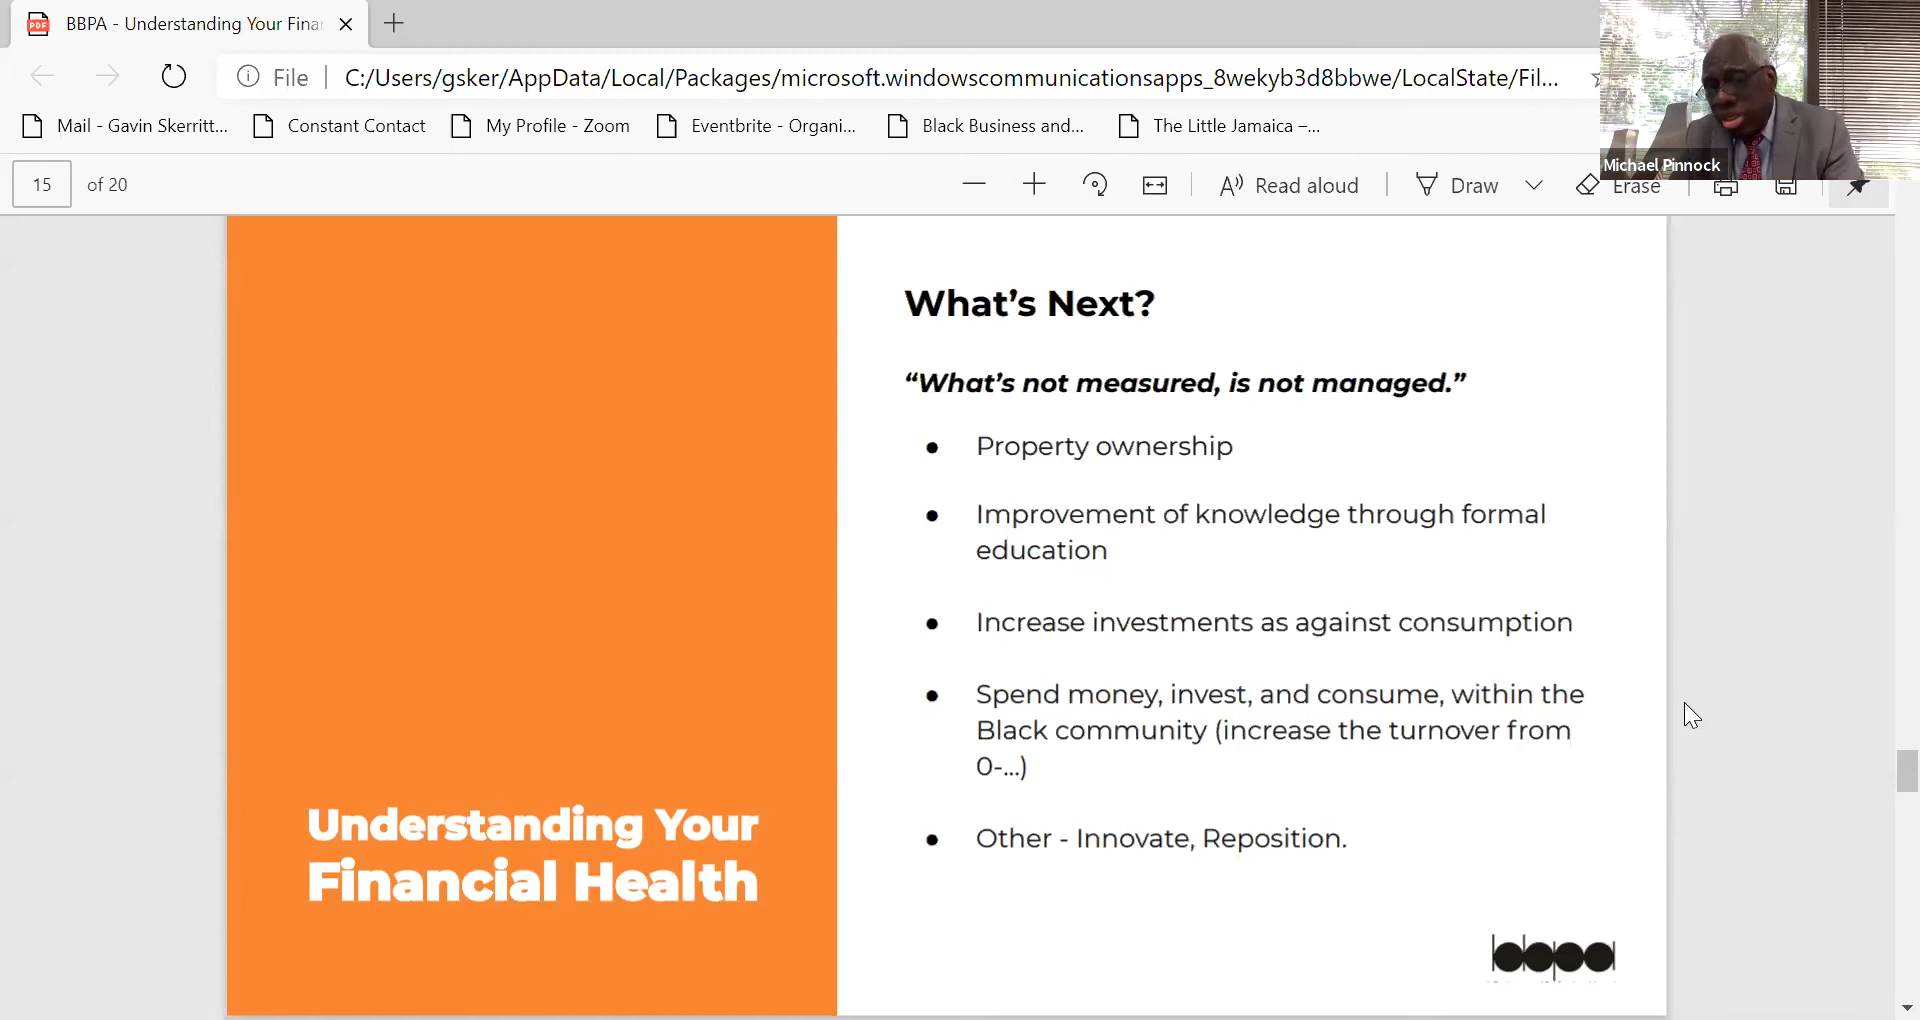 BBPA - Understanding Your Finan
File
C:/Users/gsker/AppData/Local/Packages/microsoft.windowscommunicationsapps_8wekyb3d8bbwe/LocalState/Fil...
Mail - Gavin Skerritt...
Constant Contact
My Profile - Zoom
Eventbrite - Organi...
Black Business and...
The Little Jamaica –...
Michael Pinnock
15 of 20
Read aloud
Draw
Erase
What's Next?
“What's not measured, is not managed.”
● Property ownership
● Improvement of knowledge through formal
education
● Increase investments as against consumption
● Spend money, invest, and consume, within the
Black community (increase the turnover from
0-...)
● Other - Innovate, Reposition.
Understanding Your
Financial Health
bbpa